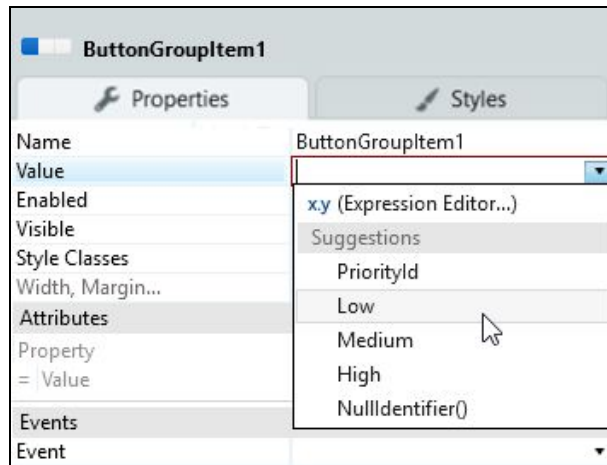 ButtonGroupItem1
Properties
Styles
Name
ButtonGroupItem1
Value
Enabled
x.y (Expression Editor...)
Visible
Suggestions
Style Classes
PriorityId
Width, Margin...
Low
Attributes
Medium
Property
High
= Value
NullIdentifier()
Events
Event